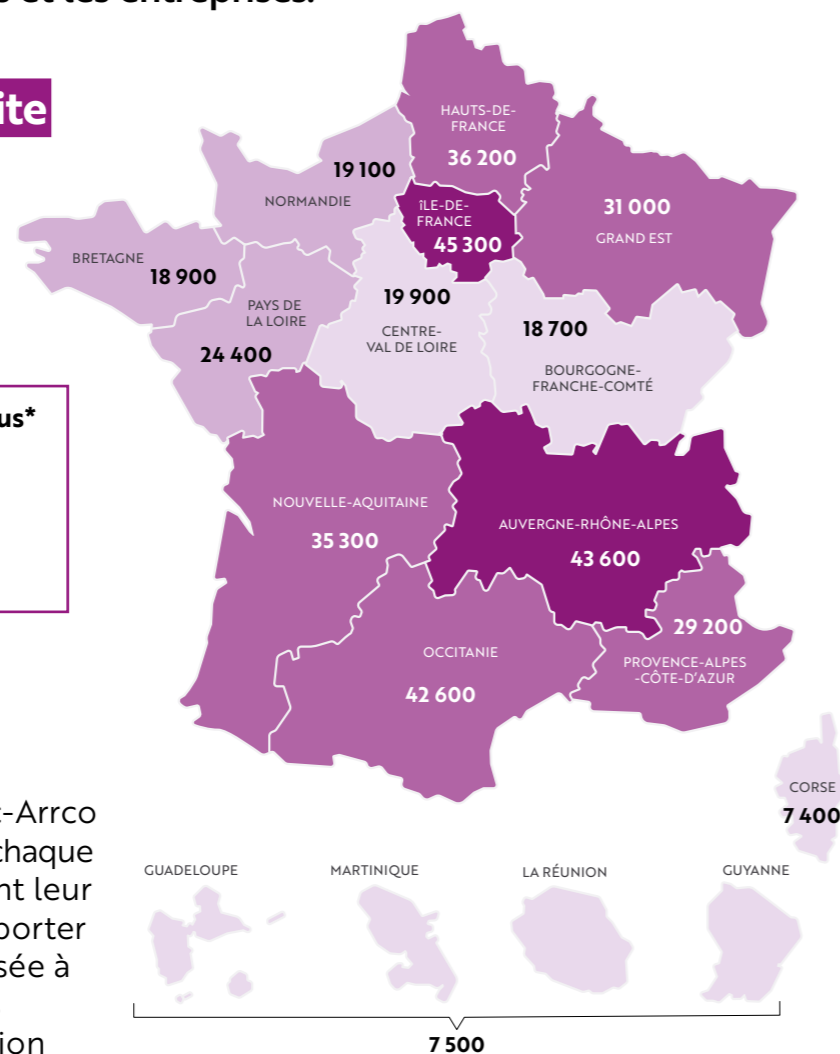 et les entreprises.
ite
HAUTS-DE-
FRANCE
36 200
19 100
NORMANDIE
ÎLE-DE-
FRANCE
45 300
31 000
GRAND EST
BRETAGNE
18 900
PAYS DE
LA LOIRE
24 400
19 900
CENTRE-
VAL DE LOIRE
18 700
BOURGOGNE-
FRANCHE-COMTÉ
us*
NOUVELLE-AQUITAINE
35 300
AUVERGNE-RHÔNE-ALPES
43 600
OCCITANIE
42 600
29 200
PROVENCE-ALPES
-CÔTE-D'AZUR
CORSE
7 400
-Arrco
chaque
nt leur
porter
sée à
ion
GUADELOUPE
MARTINIQUE
LA RÉUNION
GUYANNE
7 500